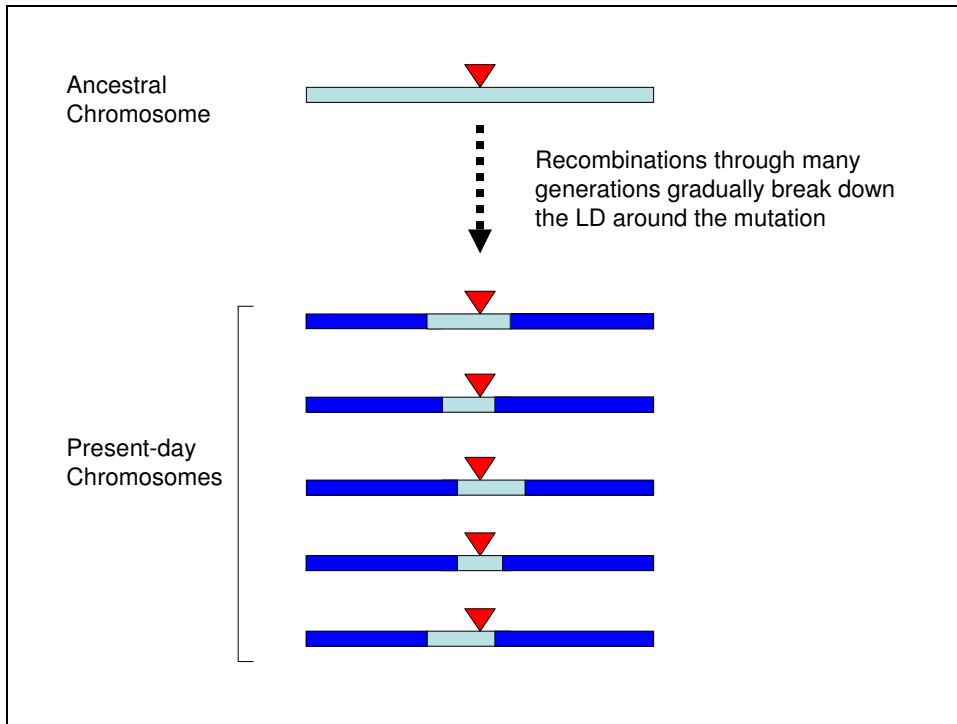 Ancestral
Chromosome
Recombinations through many
generations gradually break down
the LD around the mutation
Present-day
Chromosomes